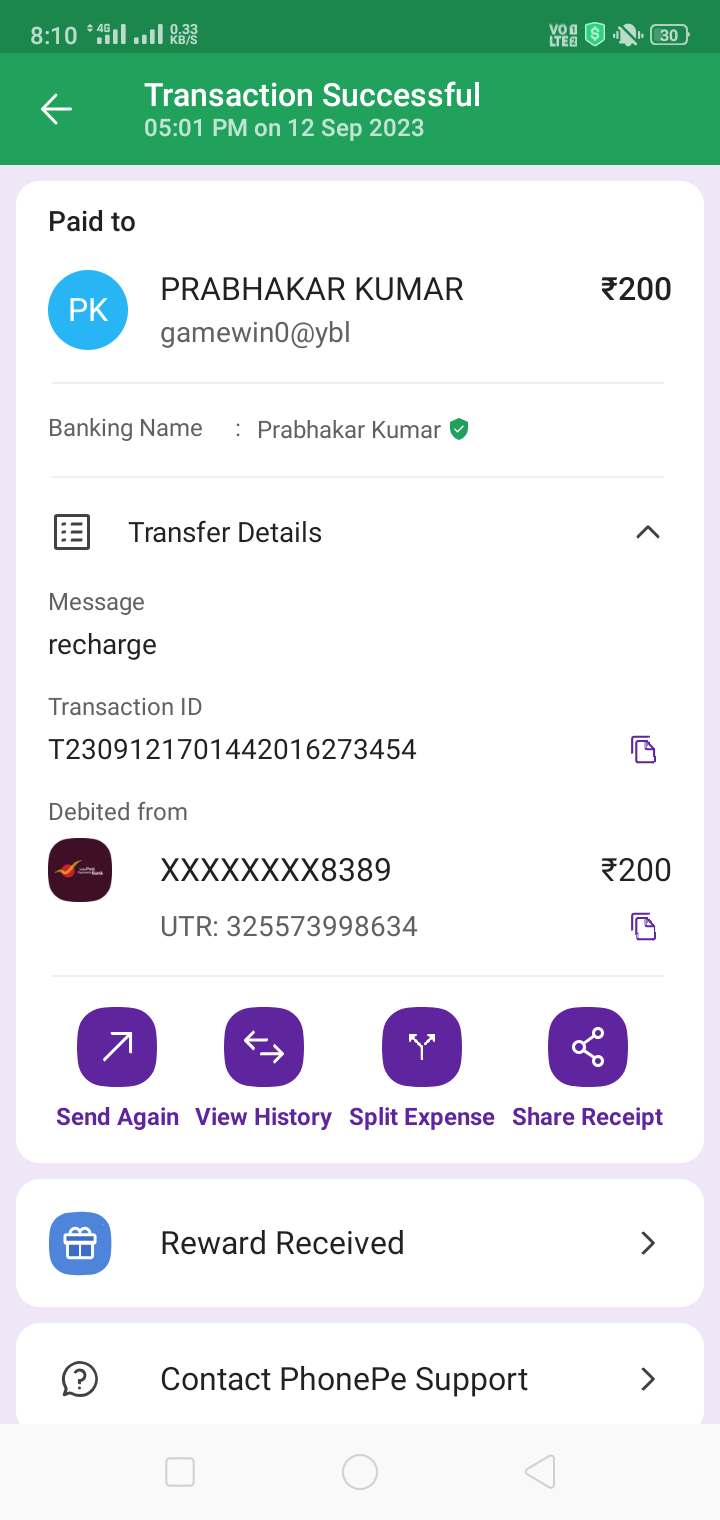 8:10 4G 0.33 KB/S VO LTE 30
Transaction Successful
05:01 PM on 12 Sep 2023
Paid to
PK PRABHAKAR KUMAR ₹200
gamewin0@ybl
Banking Name : Prabhakar Kumar
Transfer Details
Message
recharge
Transaction ID
T2309121701442016273454
Debited from
XXXXXXXX8389 ₹200
UTR: 325573998634
Send Again View History Split Expense Share Receipt
Reward Received
Contact PhonePe Support